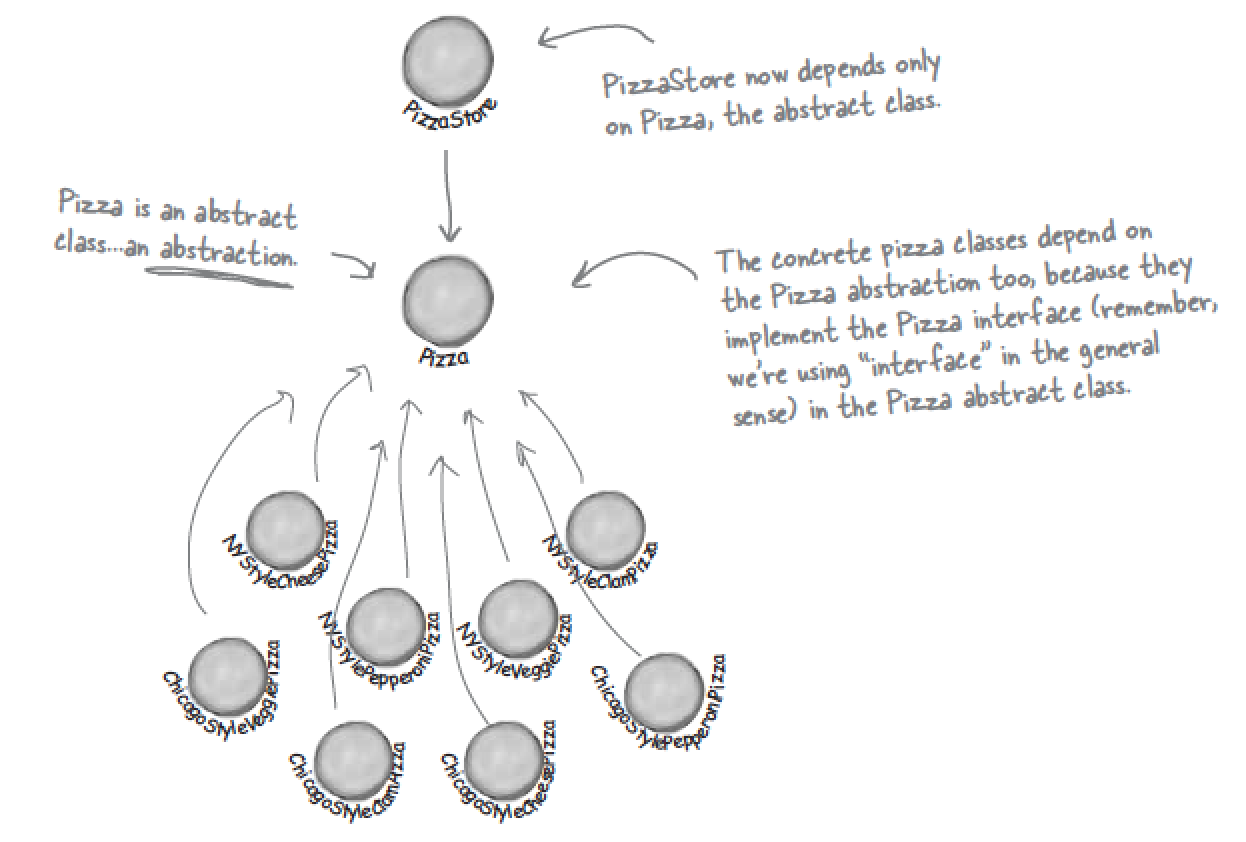 PizzaStore now depends only
on Pizza, the abstract class.
PizzaStore
Pizza is an abstract
class...an abstraction.
The concrete pizza classes depend on
the Pizza abstraction too, because they
implement the Pizza interface (remember,
we're using "interface" in the general
sense) in the Pizza abstract class.
Pizza
NYStyleCheesePizza
NYStyleClamPizza
NYStylePepperoniPizza
NYStyleVeggiePizza
ChicagoStyleVeggiePizza
ChicagoStylePepperoniPizza
ChicagoStyleClamPizza
ChicagoStyleCheesePizza